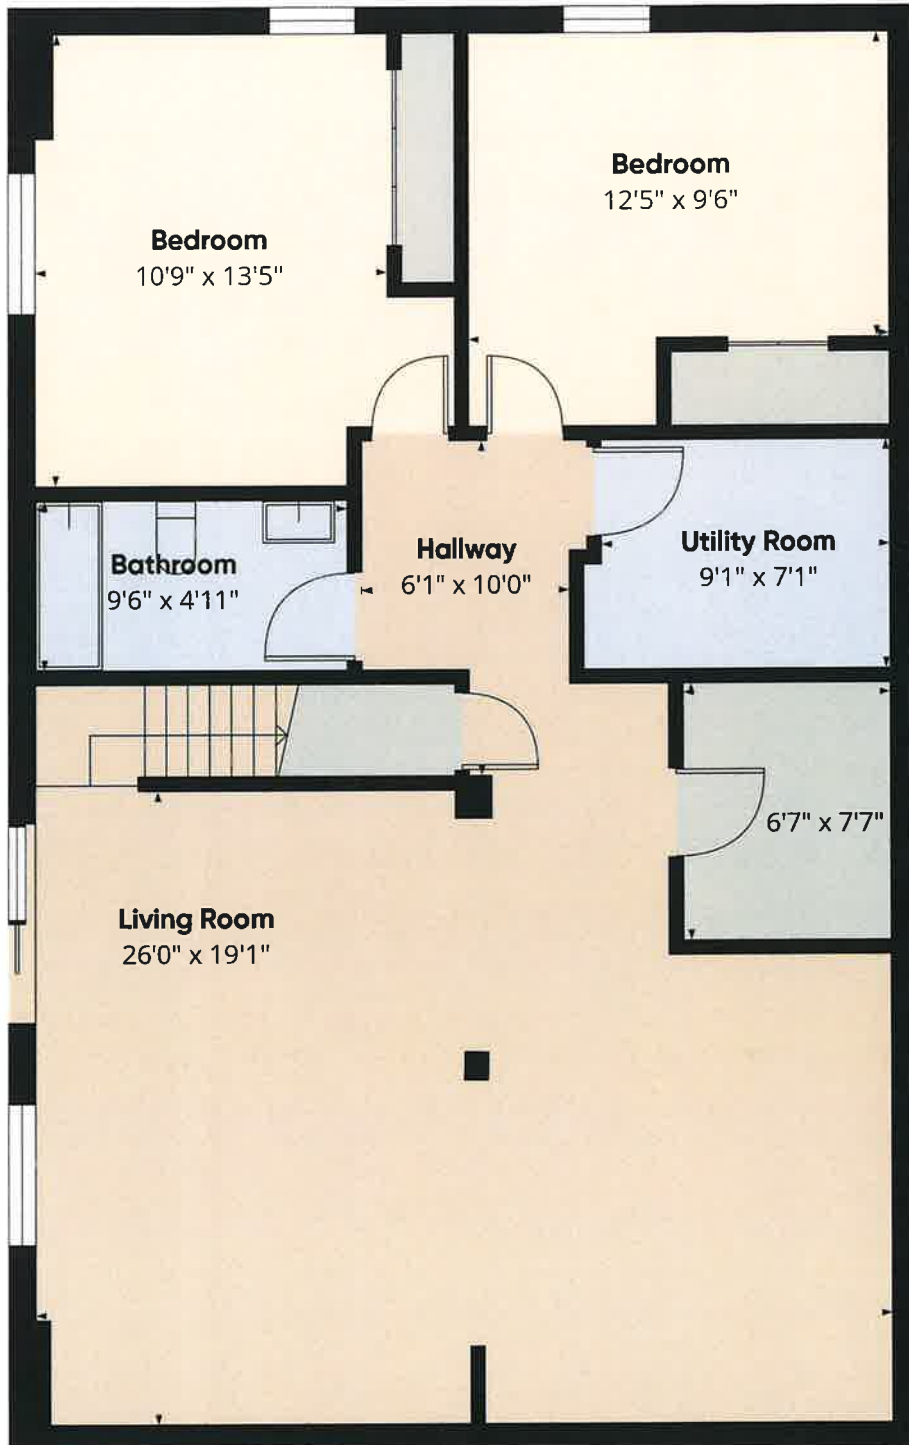 Bedroom
12'5" x 9'6"
Bedroom
10'9" x 13'5"
Bathroom
9'6" x 4'11"
Hallway
6'1" x 10'0"
Utility Room
9'1" x 7'1"
6'7" x 7'7"
Living Room
26'0" x 19'1"